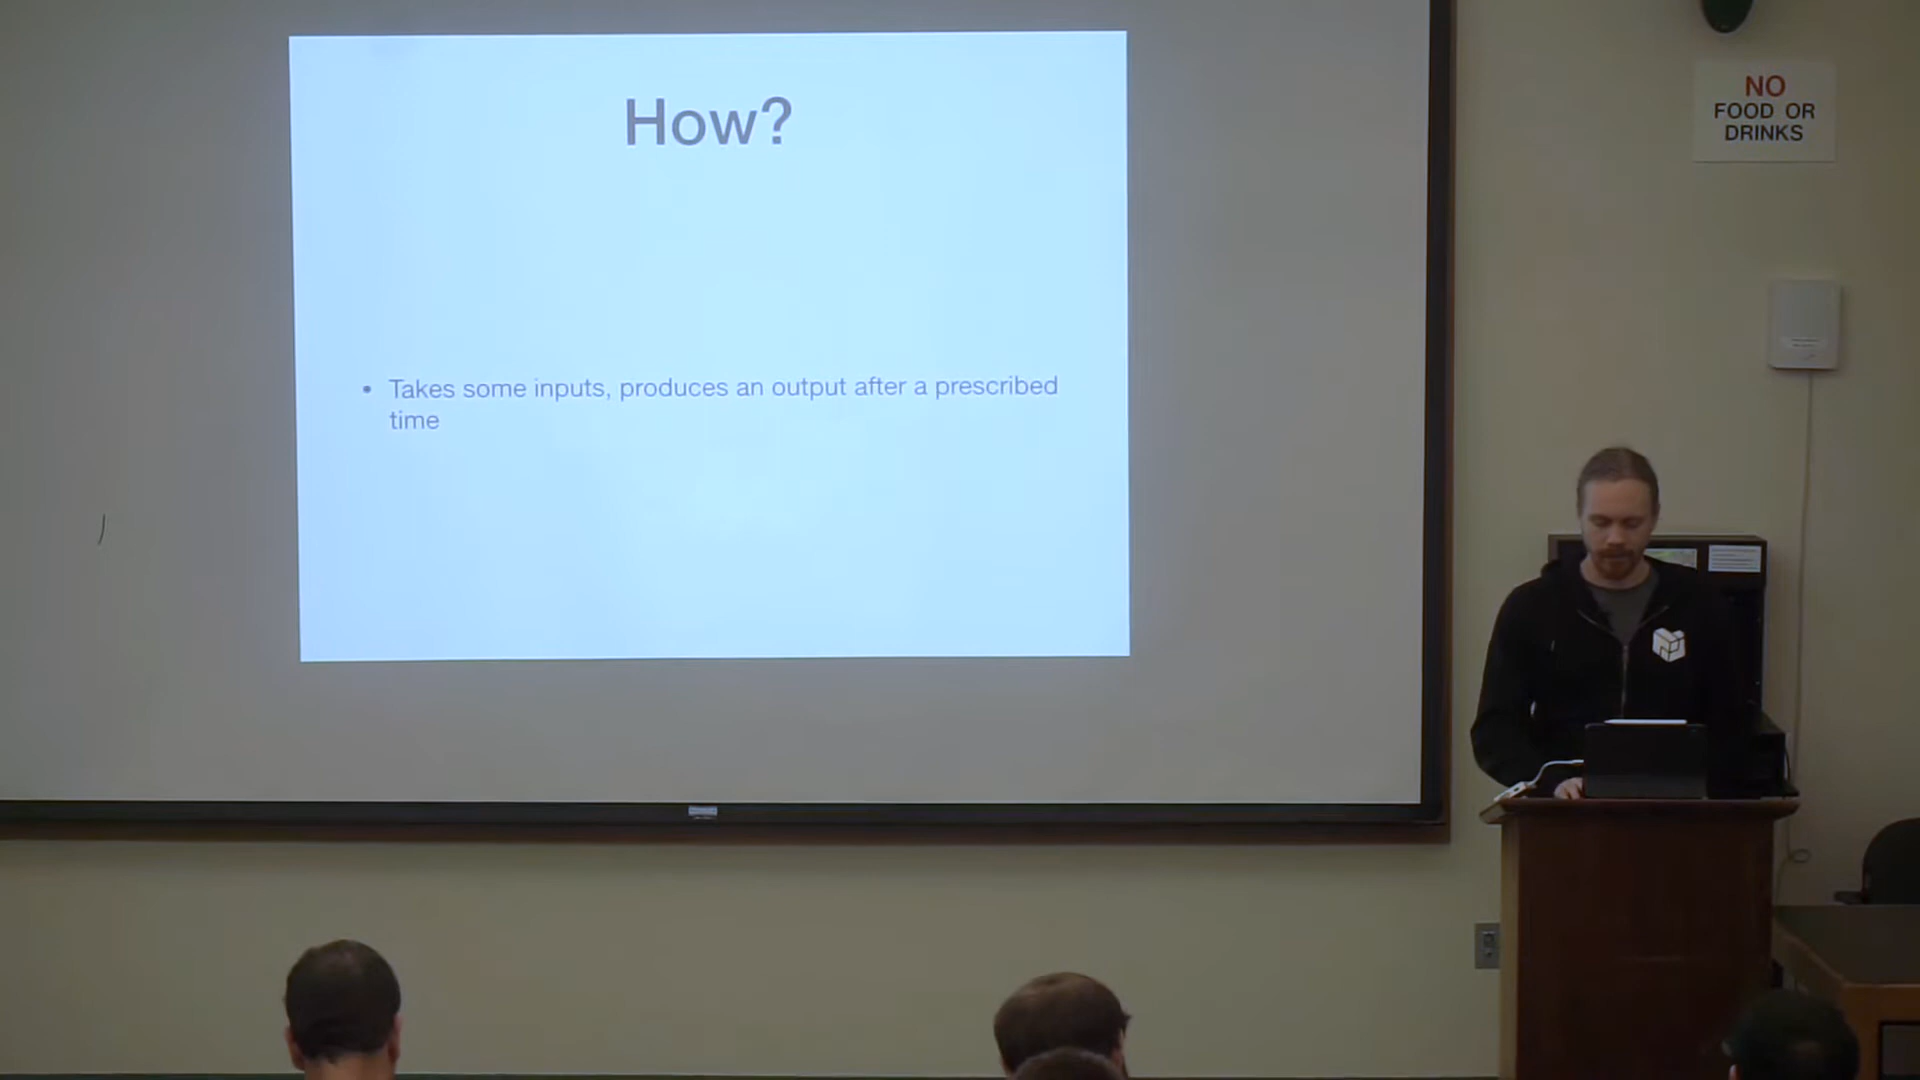 How?
• Takes some inputs, produces an output after a prescribed
time
NO
FOOD OR
DRINKS